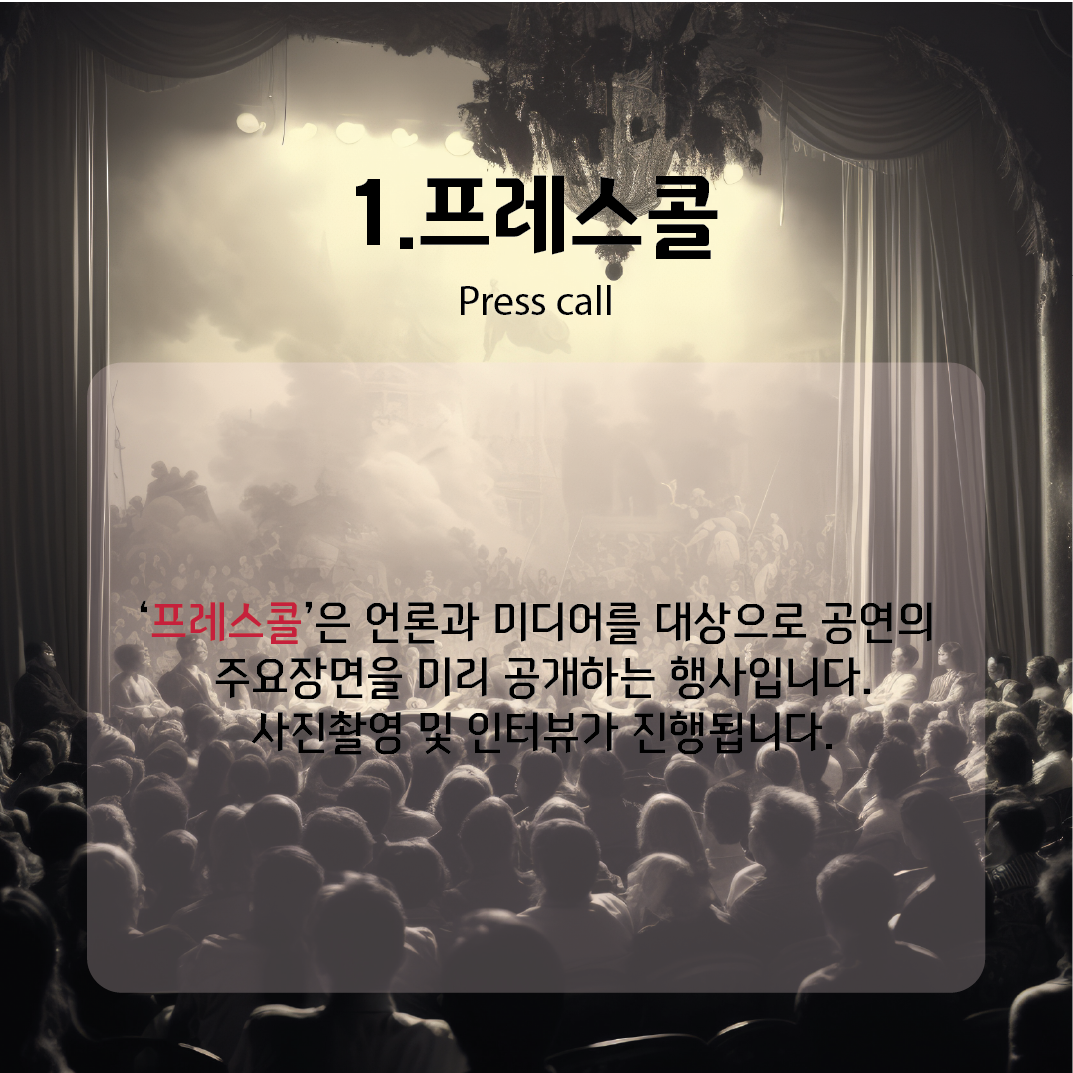 1.프레스콜
Press call
‘프레스콜’은 언론과 미디어를 대상으로 공연의
주요장면을 미리 공개하는 행사입니다.
사진촬영 및 인터뷰가 진행됩니다.